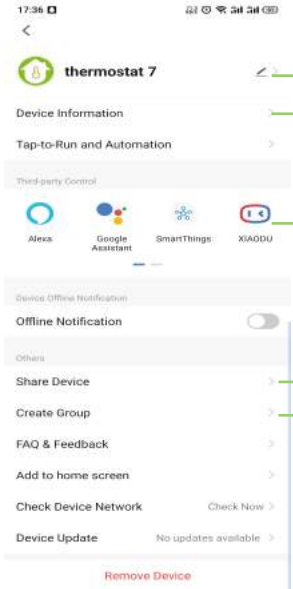 17:36
thermostat 7
Device Information
Tap-to-Run and Automation
Third-party Control
Alexa
Google Assistant
SmartThings
XIAODU
Device Offline Notification
Offline Notification
Others
Share Device
Create Group
FAQ & Feedback
Add to home screen
Check Device Network Check Now
Device Update No updates available
Remove Device